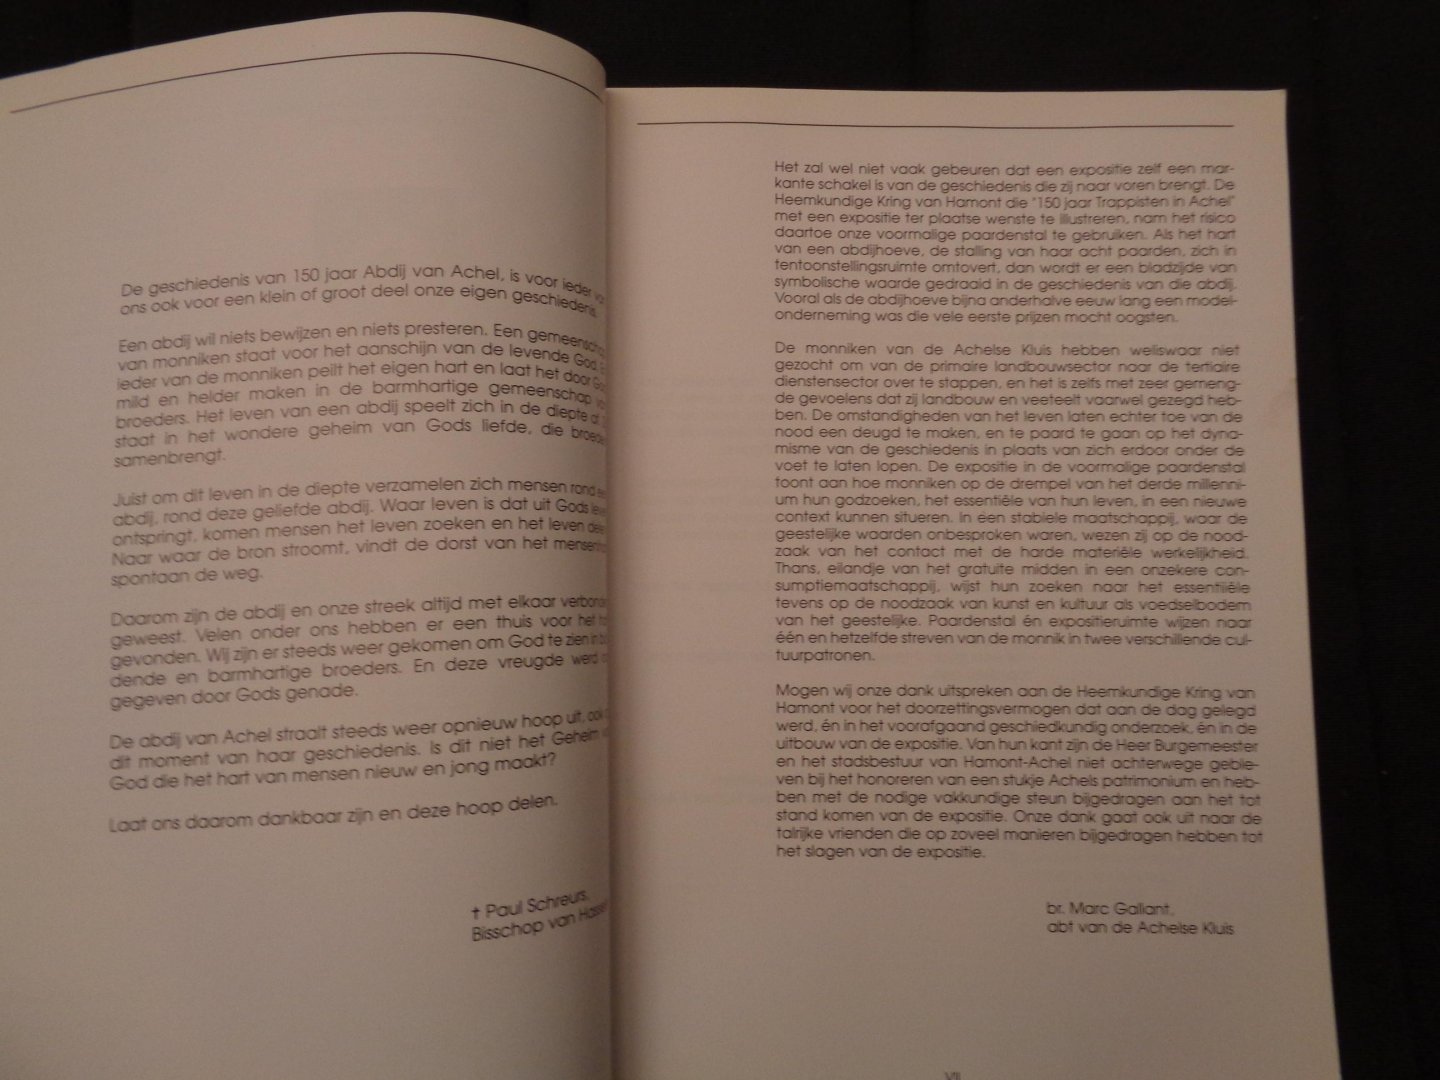 De geschiedenis van 150 jaar Abdij van Achel, is voor ieder
ons ook voor een klein of groot deel onze eigen geschiedenis.
Een abdij wil niets bewijzen en niets presteren. Een gemeenschap
van monniken staat voor het aanschijn van de levende God.
ieder van de monniken peilt het eigen hart en laat het door
mild en helder maken in de barmhartige gemeenschap
broeders. Het leven van een abdij speelt zich in de diepte af.
staat in het wondere geheim van Gods liefde, die
samenbrengt.
Juist om dit leven in de diepte verzamelen zich mensen rond
abdij, rond deze geliefde abdij. Waar leven is dat uit Gods
ontspringt, komen mensen het leven zoeken en het leven
Naar waar de bron stroomt, vindt de dorst van het
spontaan de weg.
Daarom zijn de abdij en onze streek altijd met elkaar
geweest. Velen onder ons hebben er een thuis voor het
gevonden. Wij zijn er steeds weer gekomen om God te zien in
dende en barmhartige broeders. En deze vreugde werd
gegeven door Gods genade.
De abdij van Achel straalt steeds weer opnieuw hoop uit, ook
dit moment van haar geschiedenis. Is dit niet het Geheim
God die het hart van mensen nieuw en jong maakt?
Laat ons daarom dankbaar zijn en deze hoop delen.
† Paul Schreurs,
Bisschop van
Het zal wel niet vaak gebeuren dat een expositie zelf een mar-
kante schakel is van de geschiedenis die zij naar voren brengt. De
Heemkundige Kring van Hamont die "150 jaar Trappisten in Achel"
met een expositie ter plaatse wenste te illustreren, nam het risico
daartoe onze voormalige paardenstal te gebruiken. Als het hart
van een abdijhoeve, de stalling van haar acht paarden, zich in
tentoonstellingsruimte omtovert, dan wordt er een bladzijde van
symbolische waarde gedraaid in de geschiedenis van die abdij.
Vooral als de abdijhoeve bijna anderhalve eeuw lang een model-
onderneming was die vele eerste prijzen mocht oogsten.
De monniken van de Achelse Kluis hebben weliswaar niet
gezocht om van de primaire landbouwsector naar de tertiaire
dienstensector over te stappen, en het is zelfs met zeer gemeng-
de gevoelens dat zij landbouw en veeteelt vaarwel gezegd heb-
ben. De omstandigheden van het leven laten echter toe van de
nood een deugd te maken, en te paard te gaan op het dyna-
misme van de geschiedenis in plaats van zich erdoor onder de
voet te laten lopen. De expositie in de voormalige paardenstal
toont aan hoe monniken op de drempel van het derde millenni-
um hun godzoeken, het essentiële van hun leven, in een nieuwe
context kunnen situeren. In een stabiele maatschappij, waar de
geestelijke waarden onbesproken waren, wezen zij op de nood-
zaak van het contact met de harde materiële werkelijkheid.
Thans, eilandje van het gratuite midden in een onzekere con-
sumptiemaatschappij, wijst hun zoeken naar het essentiiële
tevens op de noodzaak van kunst en kultuur als voedselbodem
van het geestelijke. Paardenstal én expositieruimte wijzen naar
één en hetzelfde streven van de monnik in twee verschillende cul-
tuurpatronen.
Mogen wij onze dank uitspreken aan de Heemkundige Kring van
Hamont voor het doorzettingsvermogen dat aan de dag gelegd
werd, én in het voorafgaand geschiedkundig onderzoek, én in de
uitbouw van de expositie. Van hun kant zijn de Heer Burgemeester
en het stadsbestuur van Hamont-Achel niet achterwege geble-
ven bij het honoreren van een stukje Achels patrimonium en heb-
ben met de nodige vakkundige steun bijgedragen aan het tot
stand komen van de expositie. Onze dank gaat ook uit naar de
talrijke vrienden die op zoveel manieren bijgedragen hebben tot
het slagen van de expositie.
br. Marc Gallant,
abt van de Achelse Kluis